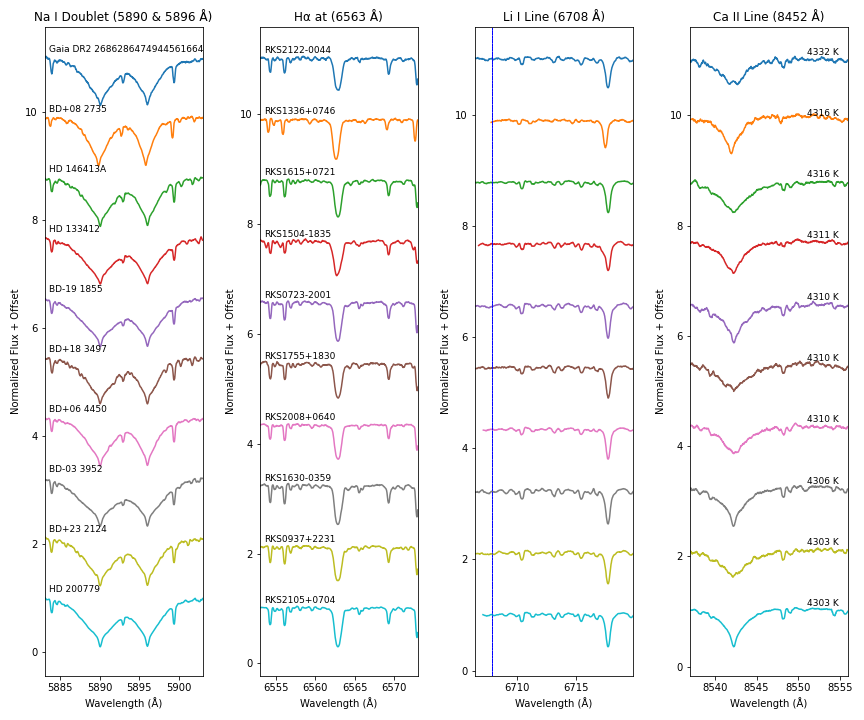 Na I Doublet (5890 & 5896 Å)
Normalized Flux + Offset
10
8
6
4
2
0
Gaia DR2 2686286474944561664
BD+08 2735
HD 146413A
HD 133412
BD-19 1855
BD+18 3497
BD+06 4450
BD-03 3952
BD+23 2124
HD 200779
5885 5890 5895 5900
Wavelength (Å)
Hα at (6563 Å)
Normalized Flux + Offset
10
8
6
4
2
0
RKS2122-0044
RKS1336+0746
RKS1615+0721
RKS1504-1835
RKS0723-2001
RKS1755+1830
RKS2008+0640
RKS1630-0359
RKS0937+2231
RKS2105+0704
6555 6560 6565 6570
Wavelength (Å)
Li I Line (6708 Å)
Normalized Flux + Offset
10
8
6
4
2
0
6710 6715
Wavelength (Å)
Ca II Line (8452 Å)
Normalized Flux + Offset
10
8
6
4
2
0
4332 K
4316 K
4316 K
4311 K
4310 K
4310 K
4310 K
4306 K
4303 K
4303 K
8540 8545 8550 8555
Wavelength (Å)